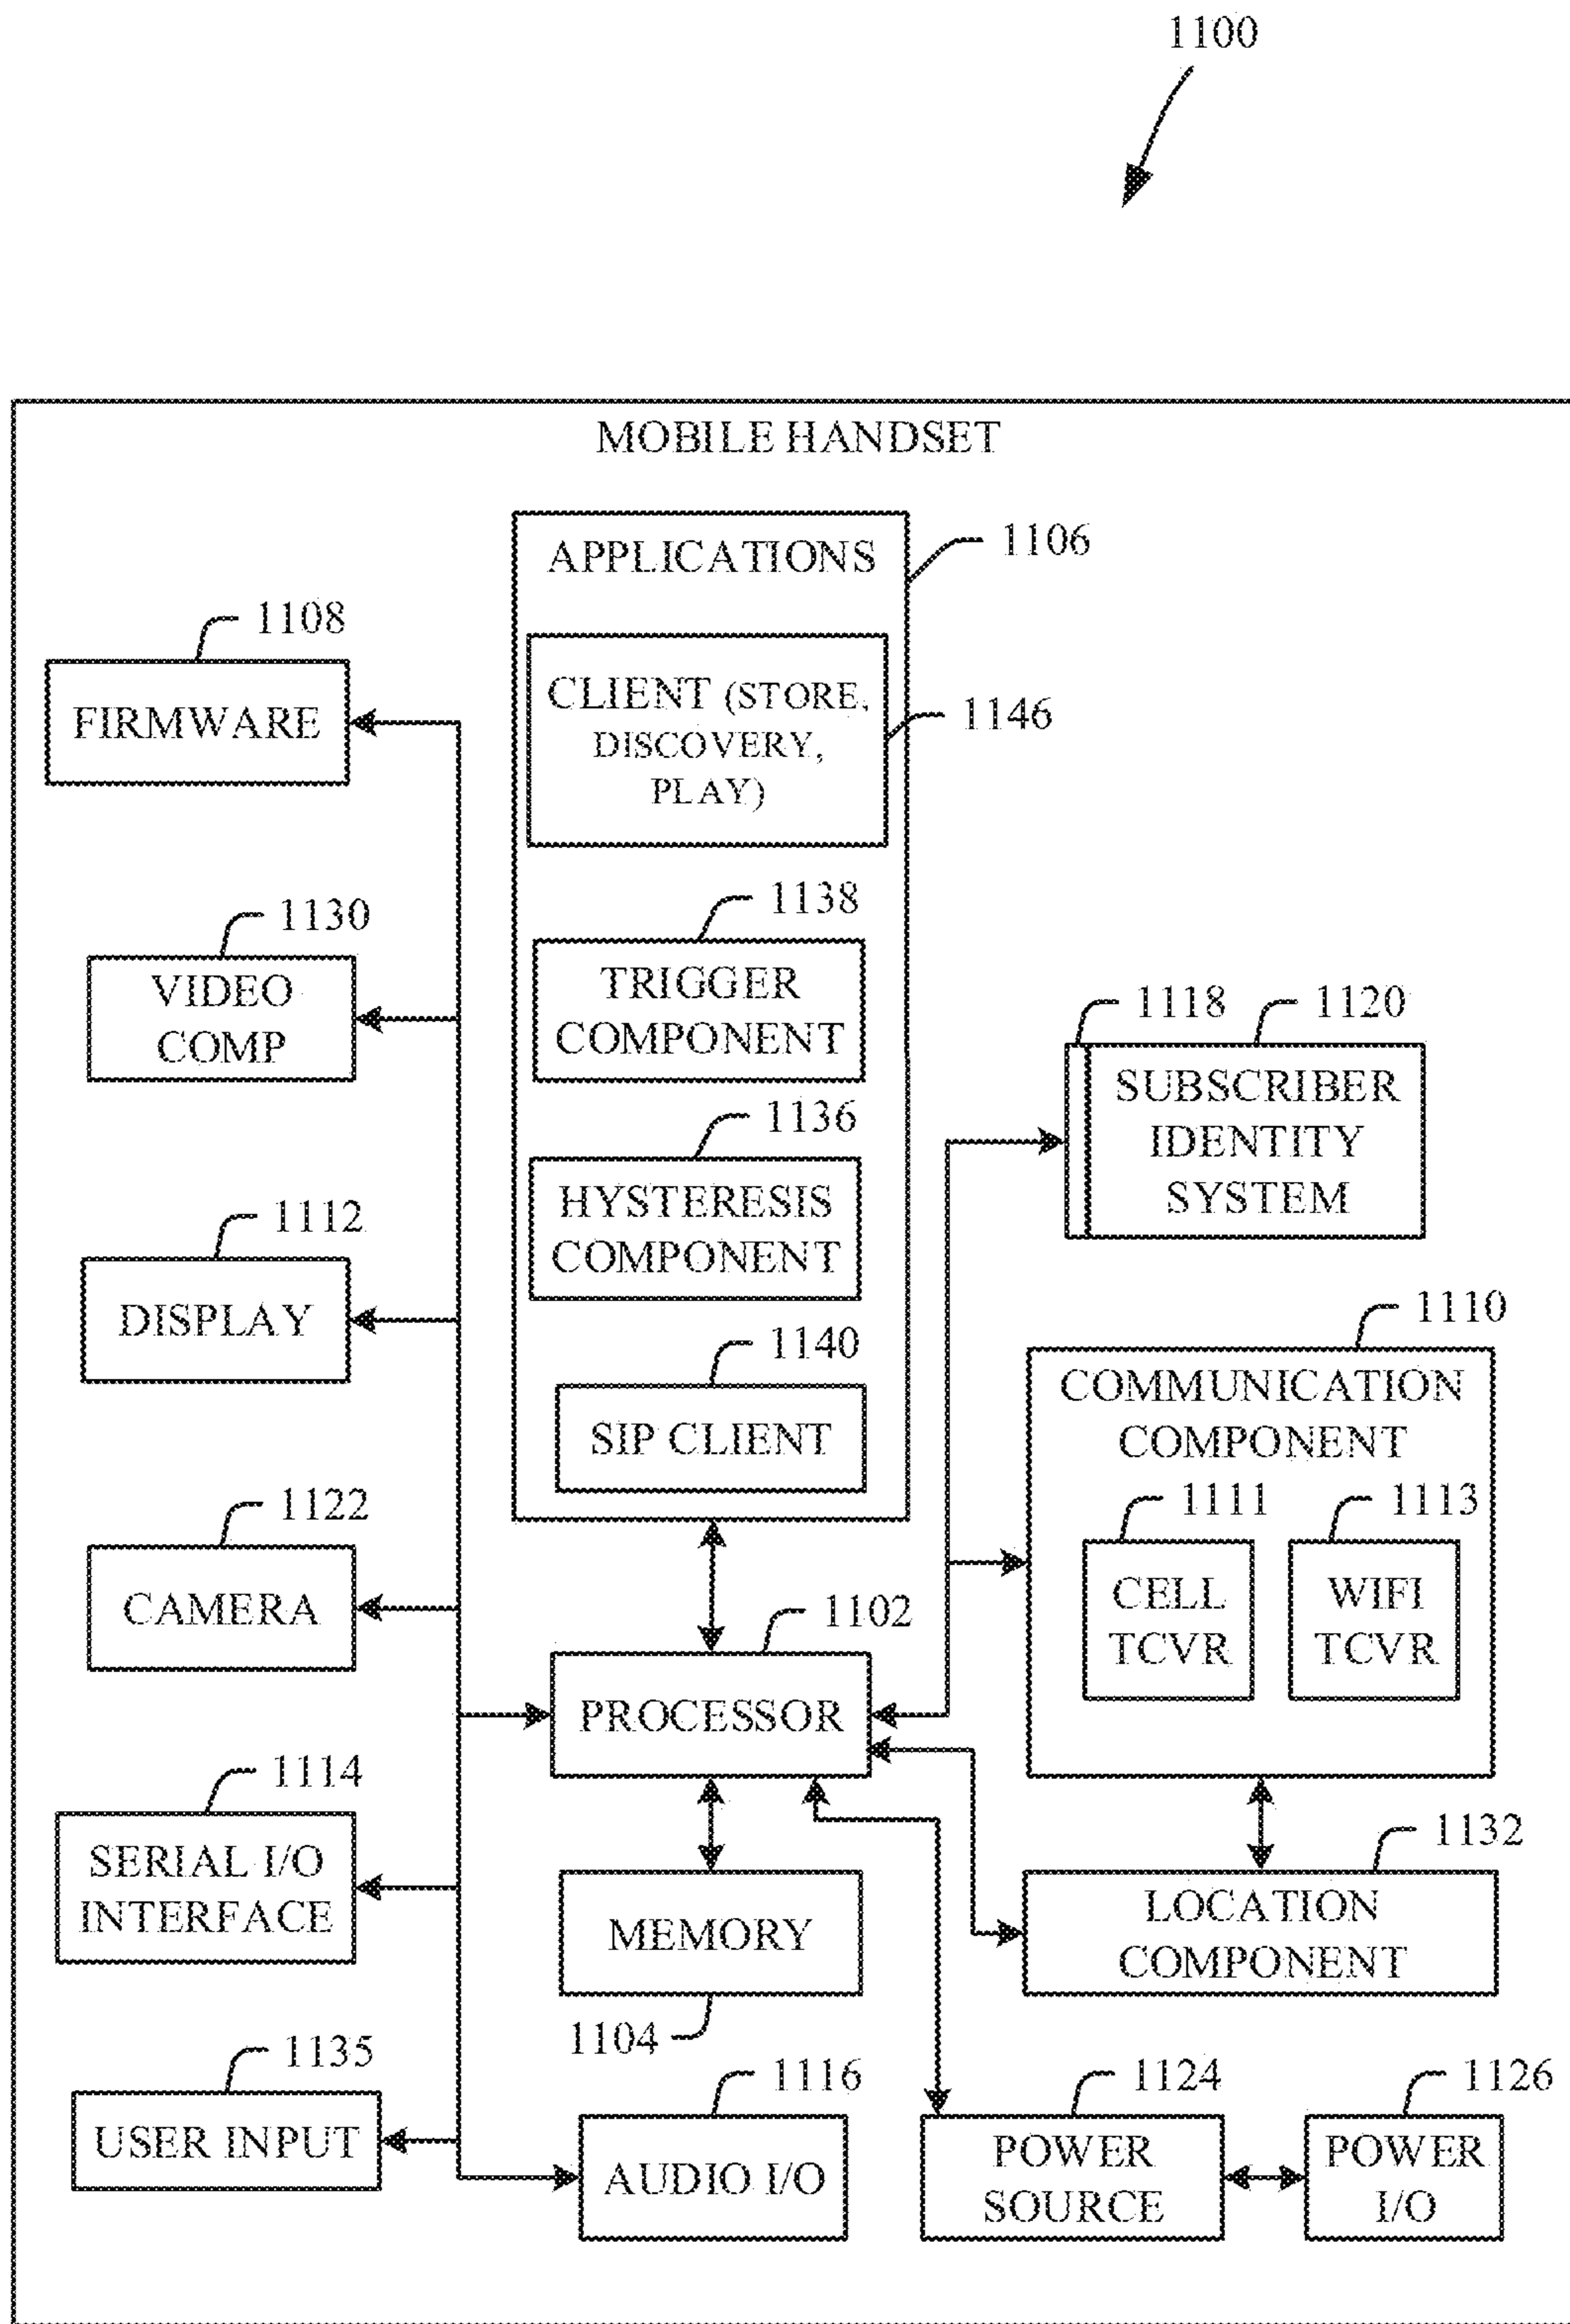 1100
MOBILE HANDSET
APPLICATIONS
1106
CLIENT (STORE,
DISCOVERY,
PLAY)
1146
1138
TRIGGER
COMPONENT
1136
HYSTERESIS
COMPONENT
1140
SIP CLIENT
1108
FIRMWARE
1130
VIDEO
COMP
1112
DISPLAY
1122
CAMERA
1114
SERIAL I/O
INTERFACE
1135
USER INPUT
1102
PROCESSOR
MEMORY
1104
1116
AUDIO I/O
1118
1120
SUBSCRIBER
IDENTITY
SYSTEM
1110
COMMUNICATION
COMPONENT
1111
CELL
TCVR
1113
WIFI
TCVR
1132
LOCATION
COMPONENT
1124
POWER
SOURCE
1126
POWER
I/O